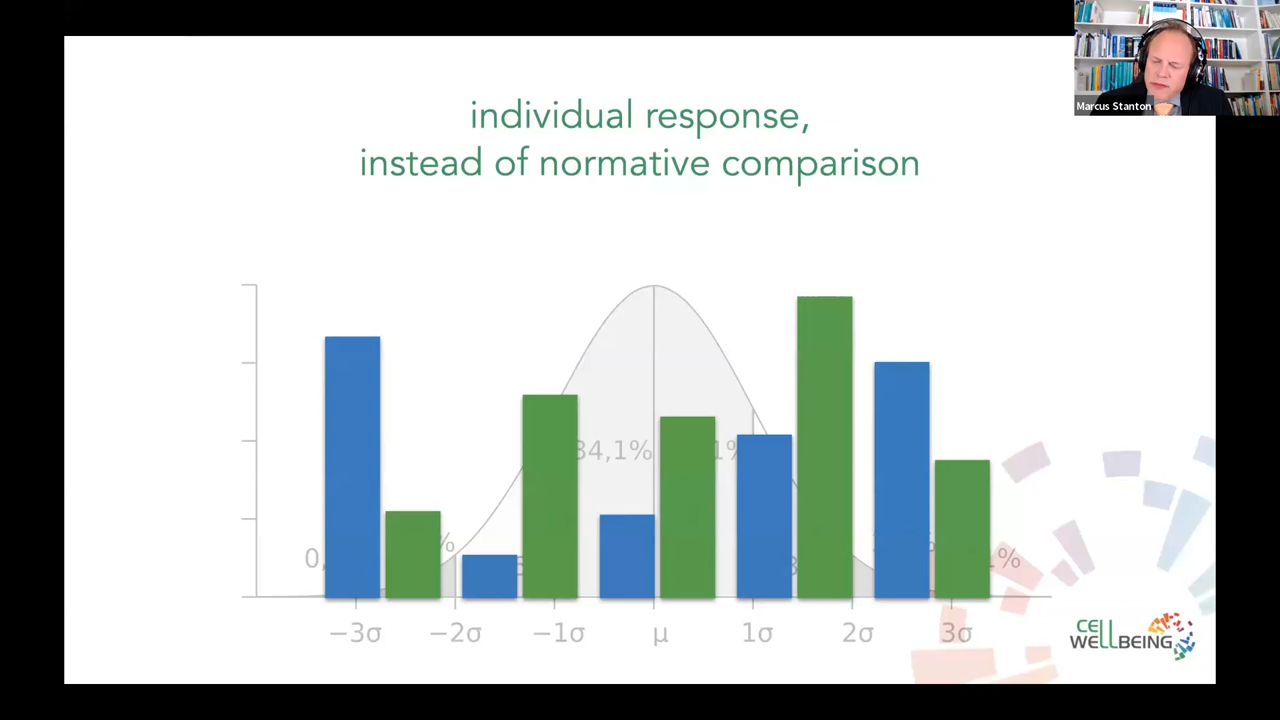 Marcus Stanton
individual response,
instead of normative comparison
34,1%
−3σ −2σ −1σ μ 1σ 2σ 3σ
CELL
WELLBEING